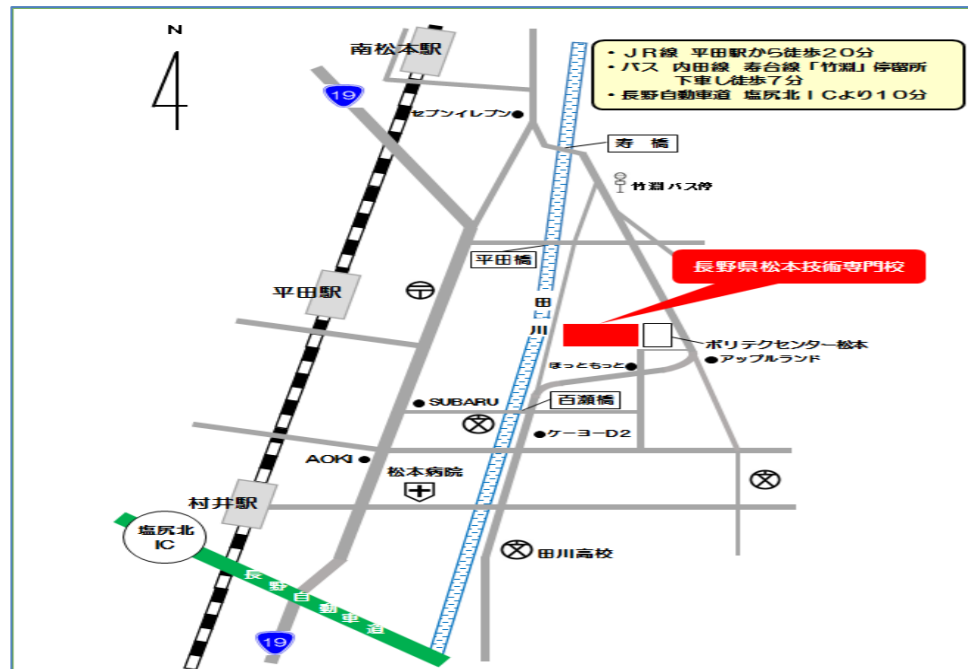 N
南松本駅
・ＪＲ線 平田駅から徒歩２０分
・バス 内田線 寿台線「竹淵」停留所
下車し徒歩７分
・長野自動車道 塩尻北ＩＣより１０分
19
セブンイレブン
寿 橋
竹淵バス停
平田橋
長野県松本技術専門校
平田駅
田川
ポリテクセンター松本
ほっともっと
アップルランド
SUBARU
百瀬橋
ケーヨーD2
AOKI
松本病院
村井駅
塩尻北
IC
田川高校
長野自動車道
19